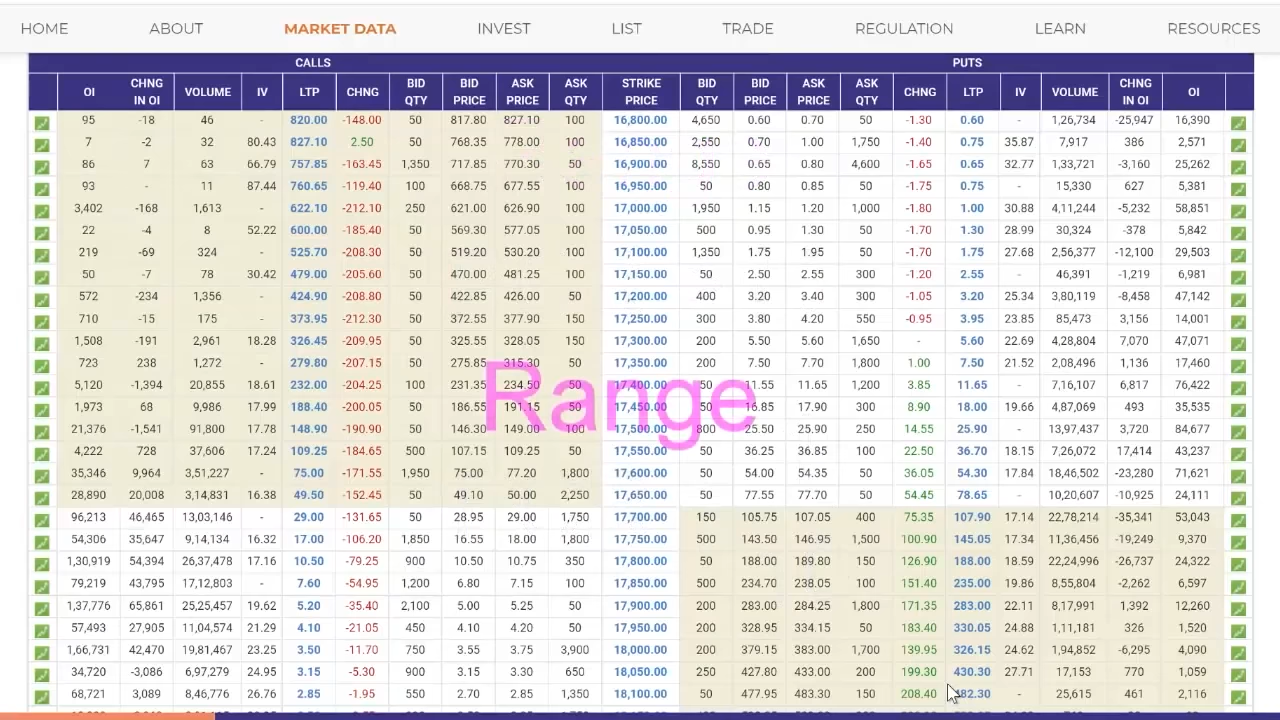 HOME ABOUT MARKET DATA INVEST LIST TRADE REGULATION LEARN RESOURCES
CALLS PUTS
OI CHNG IN OI VOLUME IV LTP CHNG BID QTY BID PRICE ASK PRICE ASK QTY STRIKE PRICE BID QTY BID PRICE ASK PRICE ASK QTY CHNG LTP IV VOLUME CHNG IN OI OI
95 -18 46 - 820.00 -148.00 50 817.80 827.10 100 16,800.00 4,650 0.60 0.70 50 -1.30 0.60 - 1,26,734 -25,947 16,390
7 -2 32 80.43 827.10 2.50 50 768.35 778.00 100 16,850.00 2,550 0.70 1.00 1,750 -1.40 0.75 35.87 7,917 386 2,571
86 7 63 66.79 757.85 -163.45 1,350 717.85 770.30 50 16,900.00 8,550 0.65 0.80 4,600 -1.65 0.65 32.77 1,33,721 -3,160 25,262
93 - 11 87.44 760.65 -119.40 100 668.75 677.55 100 16,950.00 50 0.80 0.85 50 -1.75 0.75 - 15,330 627 5,381
3,402 -168 1,613 - 622.10 -212.10 250 621.00 626.90 100 17,000.00 1,950 1.15 1.20 1,000 -1.80 1.00 30.88 4,11,244 -5,232 58,851
22 -4 8 52.22 600.00 -185.40 50 569.30 577.05 100 17,050.00 500 0.95 1.30 50 -1.70 1.30 28.99 30,324 -378 5,842
219 -69 324 - 525.70 -208.30 50 519.20 530.20 100 17,100.00 1,350 1.75 1.95 50 -1.70 1.75 27.68 2,56,377 -12,100 29,503
50 -7 78 30.42 479.00 -205.60 50 470.00 481.25 100 17,150.00 50 2.50 2.55 300 -1.20 2.55 - 46,391 -1,219 6,981
572 -234 1,356 - 424.90 -208.80 50 422.85 426.00 50 17,200.00 400 3.20 3.40 300 -1.05 3.20 25.34 3,80,119 -8,458 47,142
710 -15 175 - 373.95 -212.30 50 372.55 377.90 150 17,250.00 300 3.80 4.20 550 -0.95 3.95 23.85 85,473 3,156 14,001
1,508 -191 2,961 18.28 326.45 -209.95 50 325.55 328.05 150 17,300.00 200 5.50 5.60 1,650 - 5.60 22.69 4,28,804 7,070 47,071
723 238 1,272 - 279.80 -207.15 50 275.85 315.30 50 17,350.00 200 7.50 7.70 1,800 1.00 7.50 21.52 2,08,496 1,136 17,460
5,120 -1,394 20,855 18.61 232.00 -204.25 100 231.35 234.50 50 17,400.00 50 11.55 11.65 1,200 3.85 11.65 - 7,16,107 6,817 76,422
Range
1,973 68 9,986 17.99 188.40 -200.05 50 186.55 191.15 50 17,450.00 50 16.85 17.90 300 8.90 18.00 19.66 4,87,069 493 35,535
21,376 -1,541 91,800 17.78 148.90 -190.90 50 146.30 149.00 100 17,500.00 800 25.50 25.90 250 14.55 25.90 - 13,97,437 3,720 84,677
4,222 728 37,606 17.24 109.25 -184.65 500 107.15 109.25 50 17,550.00 50 36.25 36.85 100 22.50 36.70 18.15 7,26,072 17,414 43,237
35,346 9,964 3,51,227 - 75.00 -171.55 1,950 75.00 77.20 1,800 17,600.00 50 54.00 54.35 50 36.05 54.30 17.84 18,46,502 -23,280 71,621
28,890 20,008 3,14,831 16.38 49.50 -152.45 50 49.10 50.00 2,250 17,650.00 50 77.55 77.70 50 54.45 78.65 - 10,20,607 -10,925 24,111
96,213 46,465 13,03,146 - 29.00 -131.65 50 28.95 29.00 1,750 17,700.00 150 105.75 107.05 400 75.35 107.90 17.14 22,78,214 -35,341 53,043
54,306 35,647 9,14,134 16.32 17.00 -106.20 1,850 16.55 18.00 1,800 17,750.00 500 143.50 146.95 1,500 100.90 145.05 17.34 11,36,456 -19,249 9,370
1,30,919 54,394 26,37,478 17.16 10.50 -79.25 900 10.50 10.75 350 17,800.00 50 188.00 189.80 150 126.90 188.00 18.59 22,24,996 -26,737 24,322
79,219 43,795 17,12,803 - 7.60 -54.95 1,200 6.80 7.15 100 17,850.00 500 234.70 238.05 100 151.40 235.00 19.86 8,55,804 -2,262 6,597
1,37,776 65,861 25,25,457 19.62 5.20 -35.40 2,100 5.00 5.25 50 17,900.00 200 283.00 284.25 1,800 171.35 283.00 22.11 8,17,991 1,392 12,260
57,493 27,905 11,04,574 21.29 4.10 -21.05 450 4.10 4.20 50 17,950.00 200 328.95 334.15 50 183.40 330.05 24.88 1,11,181 326 1,520
1,66,731 42,470 19,81,467 23.25 3.50 -11.70 750 3.55 3.75 3,900 18,000.00 200 379.15 383.00 1,700 139.95 326.15 24.62 1,94,852 -6,295 4,090
34,720 -3,086 6,97,279 24.95 3.15 -5.30 900 3.15 3.30 650 18,050.00 250 427.80 433.00 200 199.30 430.30 27.71 17,153 770 1,059
68,721 3,089 8,46,776 26.76 2.85 -1.95 150 2.70 2.85 1,350 18,100.00 50 477.95 483.30 150 208.40 - 25,615 461 2,116